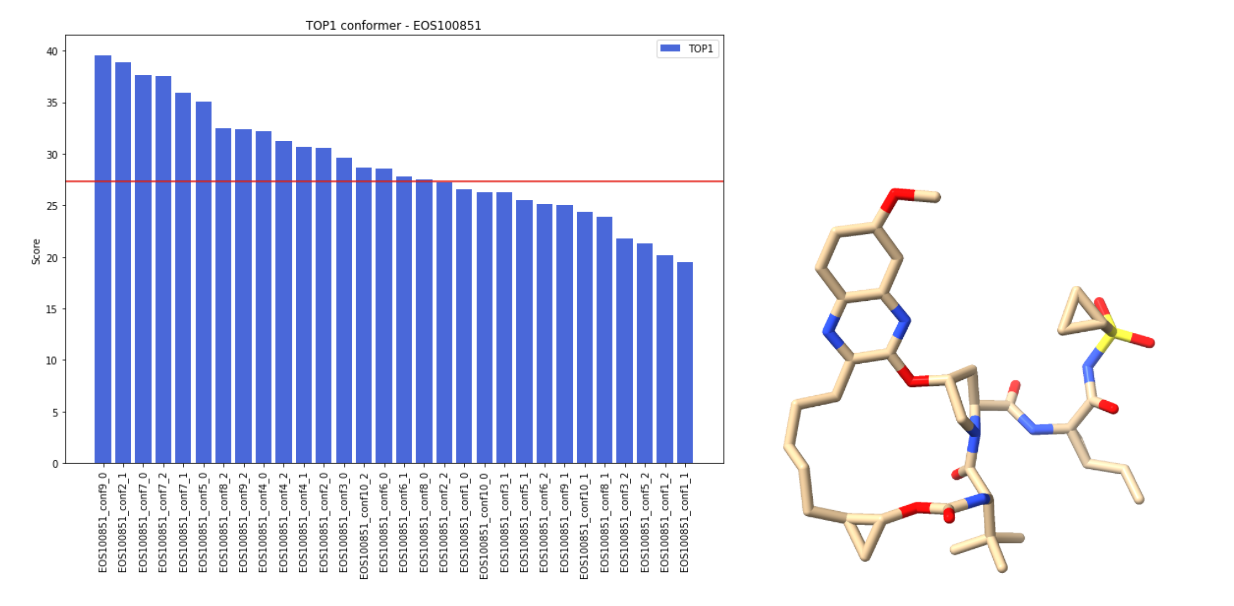 TOP1 conformer - EOS100851
TOP1
Score
40
35
30
25
20
15
10
5
0
EOS100851_conf9_0
EOS100851_conf2_1
EOS100851_conf7_0
EOS100851_conf7_2
EOS100851_conf7_1
EOS100851_conf5_0
EOS100851_conf8_2
EOS100851_conf9_2
EOS100851_conf4_0
EOS100851_conf4_2
EOS100851_conf4_1
EOS100851_conf2_0
EOS100851_conf3_0
EOS100851_conf10_2
EOS100851_conf6_0
EOS100851_conf6_1
EOS100851_conf8_0
EOS100851_conf2_2
EOS100851_conf1_0
EOS100851_conf10_0
EOS100851_conf3_1
EOS100851_conf5_1
EOS100851_conf6_2
EOS100851_conf9_1
EOS100851_conf10_1
EOS100851_conf8_1
EOS100851_conf3_2
EOS100851_conf5_2
EOS100851_conf1_2
EOS100851_conf1_1